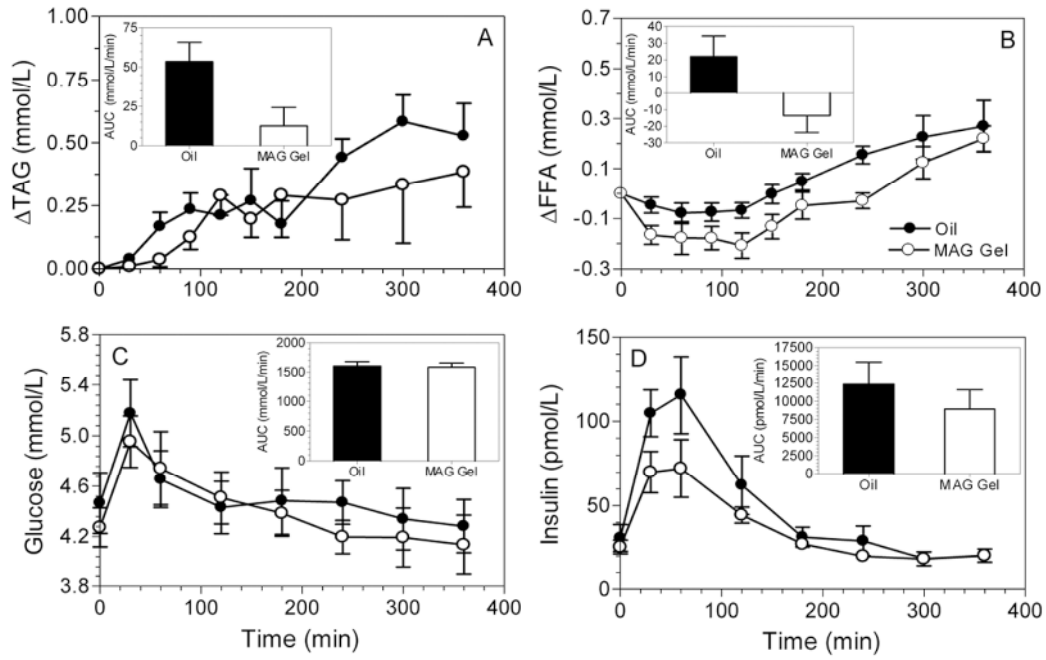 A
ΔTAG (mmol/L)
1.00
0.75
0.50
0.25
0.00
0
100
200
300
400
AUC (mmol/L/min)
75
50
25
0
Oil
MAG Gel
B
ΔFFA (mmol/L)
0.7
0.5
0.3
0.1
-0.1
-0.3
0
100
200
300
400
AUC (mmol/L/min)
40
30
20
10
0
-10
-20
-30
Oil
MAG Gel
Oil
MAG Gel
C
Glucose (mmol/L)
5.8
5.4
5.0
4.6
4.2
3.8
0
100
200
300
400
Time (min)
AUC (mmol/L/min)
2000
1500
1000
500
0
Oil
MAG Gel
D
Insulin (pmol/L)
150
100
50
0
0
100
200
300
400
Time (min)
AUC (pmol/L/min)
17500
15000
12500
10000
7500
5000
2500
0
Oil
MAG Gel